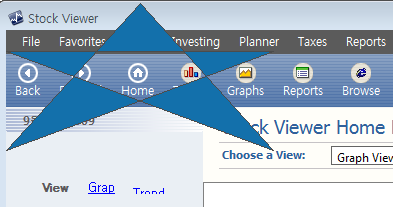 Stock Viewer
File Favorites Investing Planner Taxes Reports
Back Home Graphs Reports Browse
Viewer Home
Choose a View: Graph View
View Grap Trend